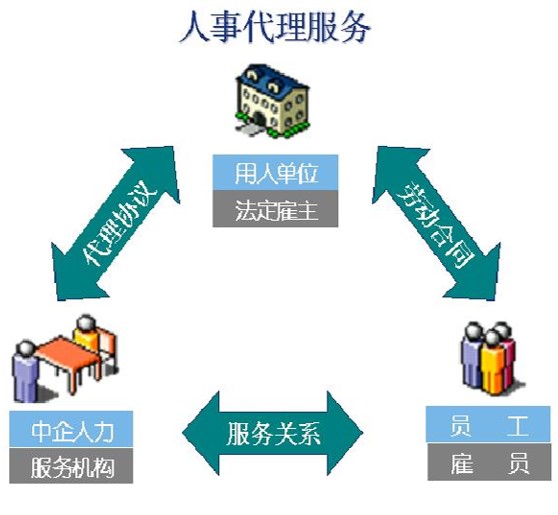 人事代理服务
用人单位
法定雇主
代理协议
劳动合同
中企人力
服务机构
服务关系
员 工
雇 员